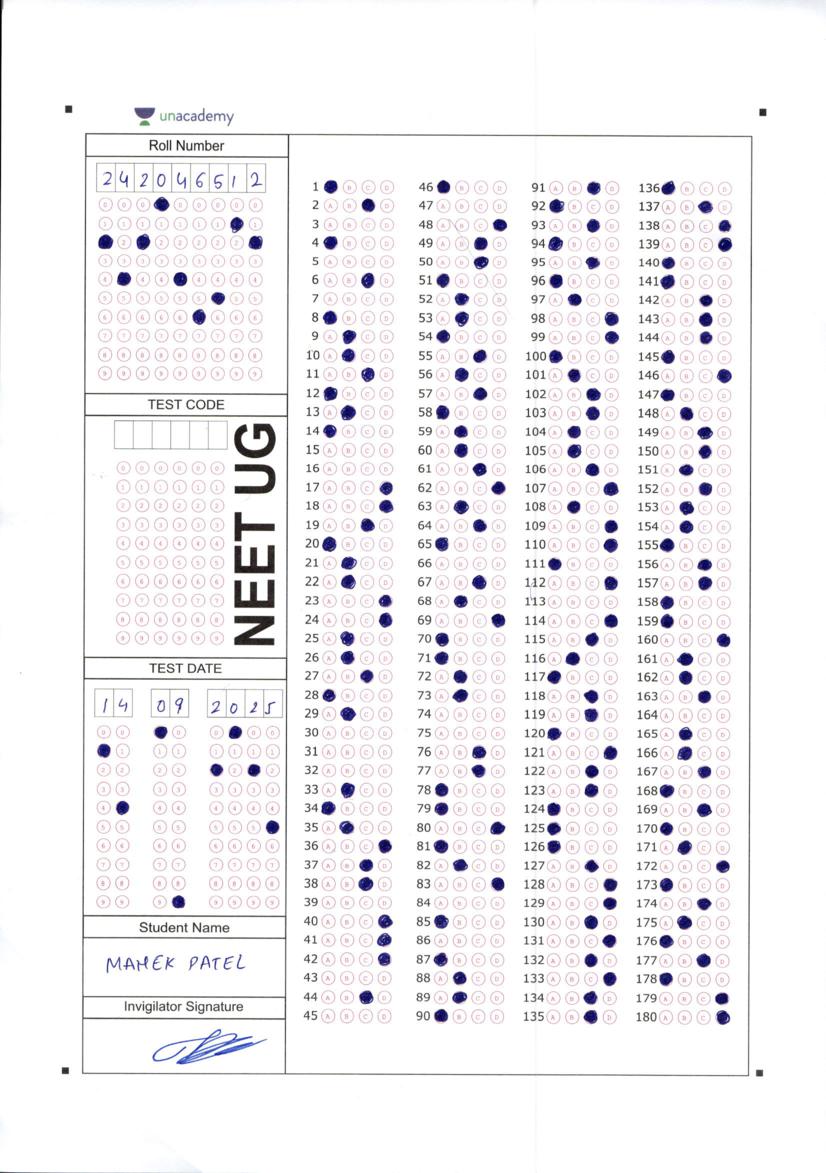 unacademy
Roll Number
2 4 2 0 4 6 5 1 2
TEST CODE
NEET UG
TEST DATE
14 09 2025
Student Name
MAHEK PATEL
Invigilator Signature
1 B C D
2 A B D
3 A B C D
4 B C D
5 A B C D
6 A B D
7 A B C D
8 B C D
9 A C D
10 A C D
11 A B D
12 B C D
13 A C D
14 B C D
15 A B C D
16 A B C D
17 A B C
18 A B C
19 A B D
20 B C D
21 A C D
22 A C D
23 A B C
24 A B C
25 A C D
26 A C D
27 A B D
28 B C D
29 A C D
30 A B C D
31 A B C D
32 A B C D
33 A C D
34 B C D
35 A C D
36 A B C
37 A B D
38 A B D
39 A B C D
40 A B C
41 A B C
42 A B C
43 A B C D
44 A B D
45 A B C D
46 B C D
47 A B C D
48 A B C
49 A B D
50 A B D
51 B C D
52 A C D
53 A C D
54 B C D
55 A B D
56 A C D
57 A B D
58 B C D
59 A C D
60 A C D
61 A B D
62 A B C
63 A C D
64 A B D
65 B C D
66 A B C D
67 A B D
68 A C D
69 A B C
70 B C D
71 B C D
72 A C D
73 A C D
74 A B C D
75 A B C D
76 A B D
77 A B D
78 B C D
79 B C D
80 A B C
81 B C D
82 A C D
83 A B C
84 A B C D
85 B C D
86 A B C D
87 B C D
88 A C D
89 A C D
90 B C D
91 A B D
92 B C D
93 A B D
94 B C D
95 A B D
96 B C D
97 A C D
98 A B C
99 A B C
100 B C D
101 A C D
102 A B D
103 A B D
104 A C D
105 A C D
106 A B D
107 A B C
108 A C D
109 A B C
110 A B C
111 B C D
112 A B C
113 A B C D
114 A B C
115 A B D
116 A C D
117 B C D
118 A B D
119 A B D
120 B C D
121 A B C
122 A B D
123 A B D
124 B C D
125 B C D
126 B C D
127 A B D
128 A B C
129 A B C
130 A B D
131 A B C
132 A B D
133 A B C
134 A B D
135 A B D
136 B C D
137 A B D
138 A B C
139 A B C
140 B C D
141 B C D
142 A B D
143 A B D
144 A B D
145 B C D
146 A B C
147 B C D
148 A C D
149 A B D
150 A B D
151 A C D
152 A B D
153 A C D
154 A C D
155 B C D
156 A B D
157 A B D
158 B C D
159 B C D
160 A B C
161 A C D
162 A C D
163 A B D
164 A B C D
165 A C D
166 A C D
167 A B D
168 B C D
169 A B D
170 B C D
171 A C D
172 A B C
173 B C D
174 A B D
175 A C D
176 B C D
177 A B D
178 B C D
179 A B C
180 A B C